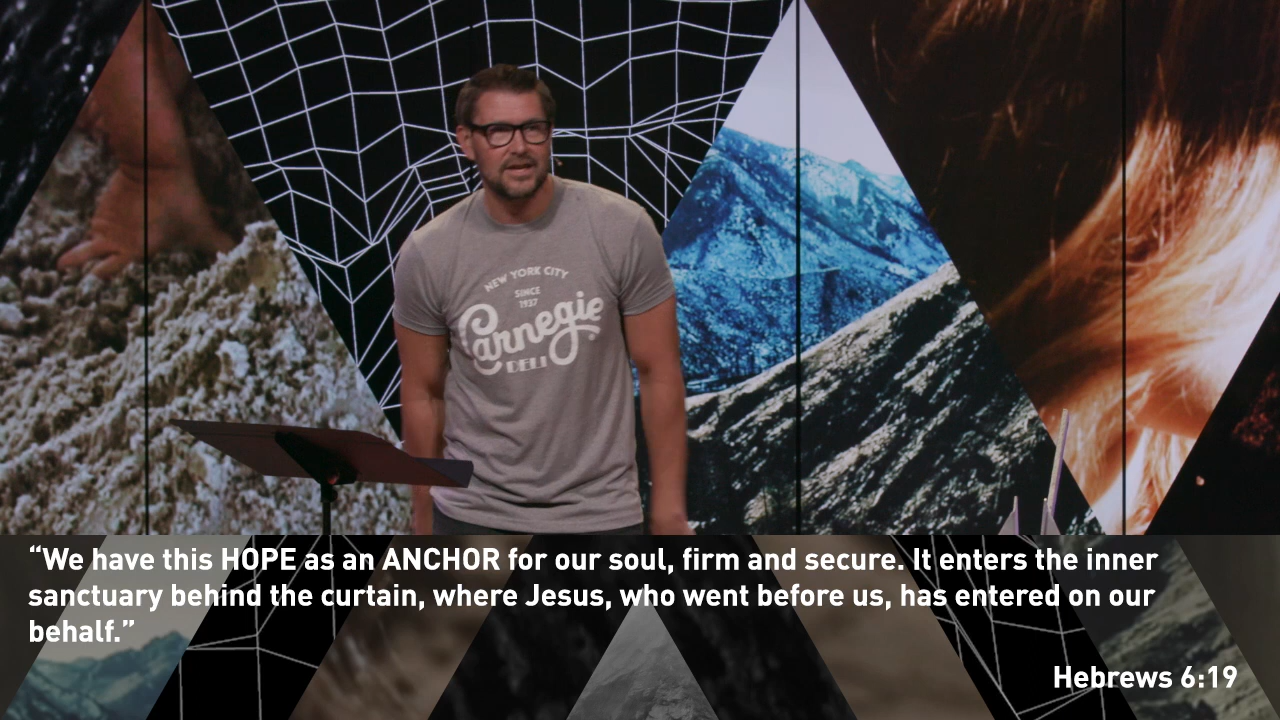 NEW YORK CITY
SINCE
1937
Carnegie
DELI
“We have this HOPE as an ANCHOR for our soul, firm and secure. It enters the inner
sanctuary behind the curtain, where Jesus, who went before us, has entered on our
behalf.”
Hebrews 6:19